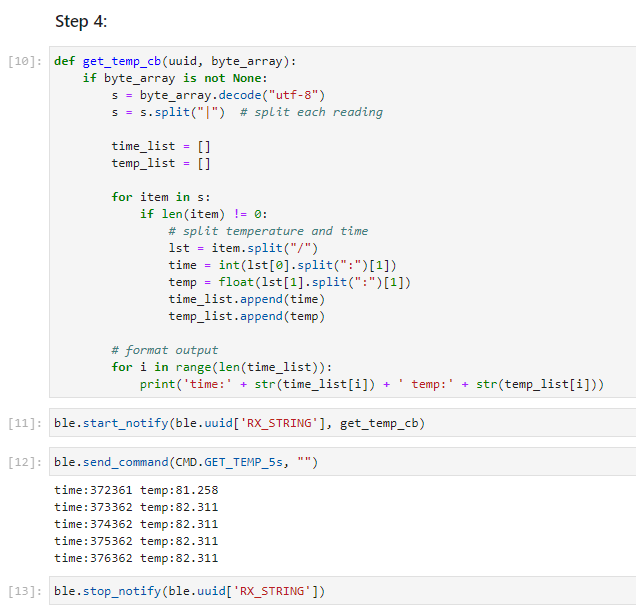 Step 4:
[10]: def get_temp_cb(uuid, byte_array):
    if byte_array is not None:
        s = byte_array.decode("utf-8")
        s = s.split("|")  # split each reading

        time_list = []
        temp_list = []

        for item in s:
            if len(item) != 0:
                # split temperature and time
                lst = item.split("/")
                time = int(lst[0].split(":")[1])
                temp = float(lst[1].split(":")[1])
                time_list.append(time)
                temp_list.append(temp)

        # format output
        for i in range(len(time_list)):
            print('time:' + str(time_list[i]) + ' temp:' + str(temp_list[i]))
[11]: ble.start_notify(ble.uuid['RX_STRING'], get_temp_cb)
[12]: ble.send_command(CMD.GET_TEMP_5s, "")
time:372361 temp:81.258
time:373362 temp:82.311
time:374362 temp:82.311
time:375362 temp:82.311
time:376362 temp:82.311
[13]: ble.stop_notify(ble.uuid['RX_STRING'])